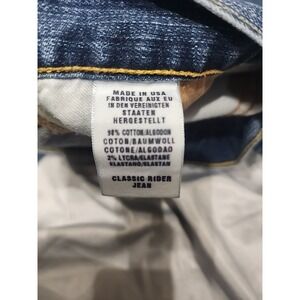 MADE IN USA
FABRIQUE AUX EU
IN DEN VEREINIGTEN
STAATEN
HERGESTELLT
98% COTTON/ALGODON
COTON/BAUMWOLL
COTONE/ALGODAO
2% LYCRA/ELASTANE
ELASTANO/ELASTAN
CLASSIC RIDER
JEAN